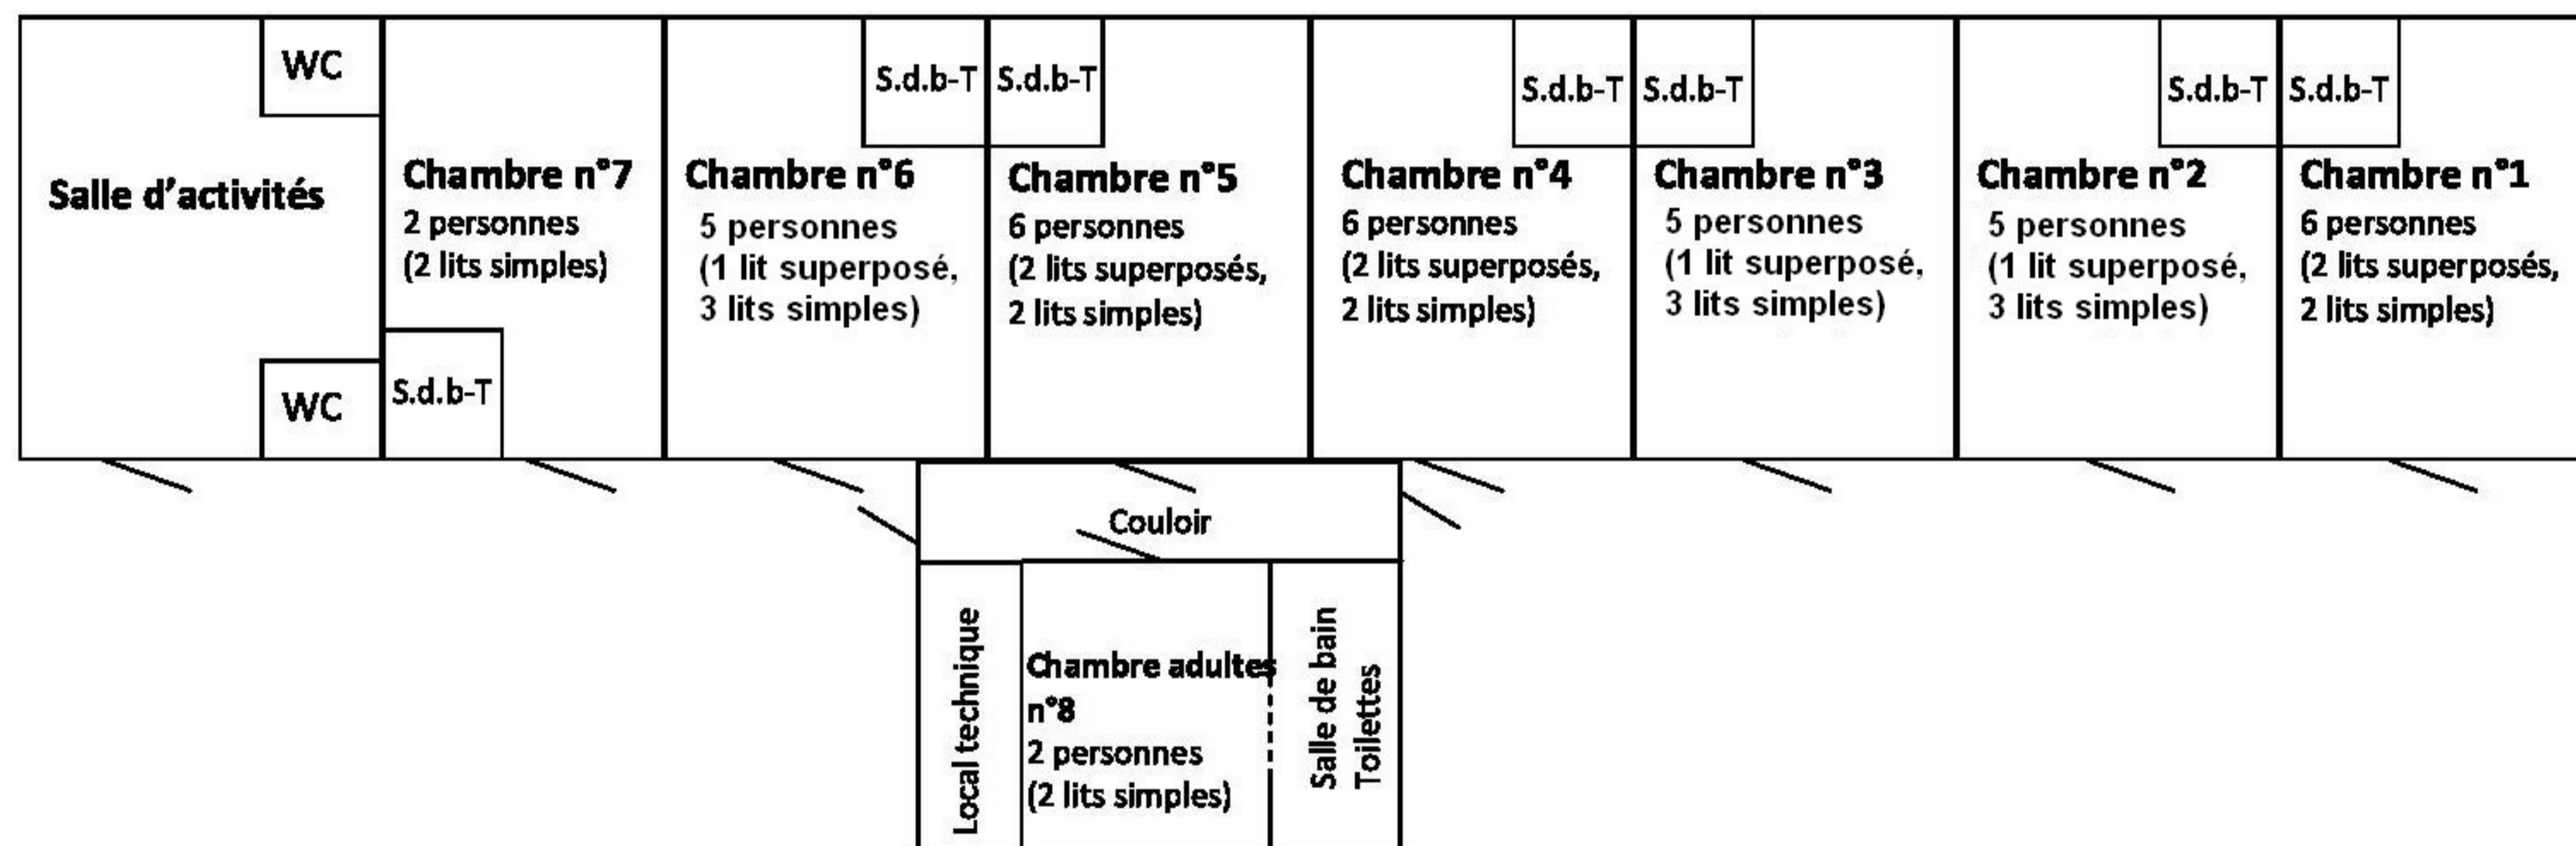 WC
Salle d'activités
WC
Chambre n°7
2 personnes
(2 lits simples)
S.d.b-T
S.d.b-T
Chambre n°6
5 personnes
(1 lit superposé,
3 lits simples)
S.d.b-T
Chambre n°5
6 personnes
(2 lits superposés,
2 lits simples)
S.d.b-T
Chambre n°4
6 personnes
(2 lits superposés,
2 lits simples)
S.d.b-T
Chambre n°3
5 personnes
(1 lit superposé,
3 lits simples)
S.d.b-T
Chambre n°2
5 personnes
(1 lit superposé,
3 lits simples)
S.d.b-T
Chambre n°1
6 personnes
(2 lits superposés,
2 lits simples)
Couloir
Local technique
Chambre adultes
n°8
2 personnes
(2 lits simples)
Salle de bain
Toilettes